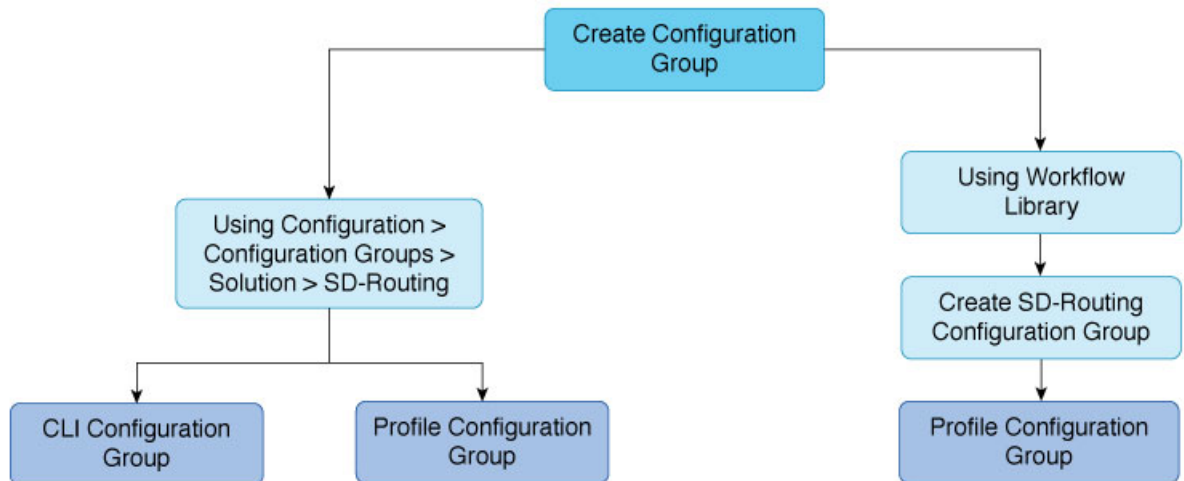 Create Configuration
Group
Using Configuration >
Configuration Groups >
Solution > SD-Routing
CLI Configuration
Group
Profile Configuration
Group
Using Workflow
Library
Create SD-Routing
Configuration Group
Profile Configuration
Group